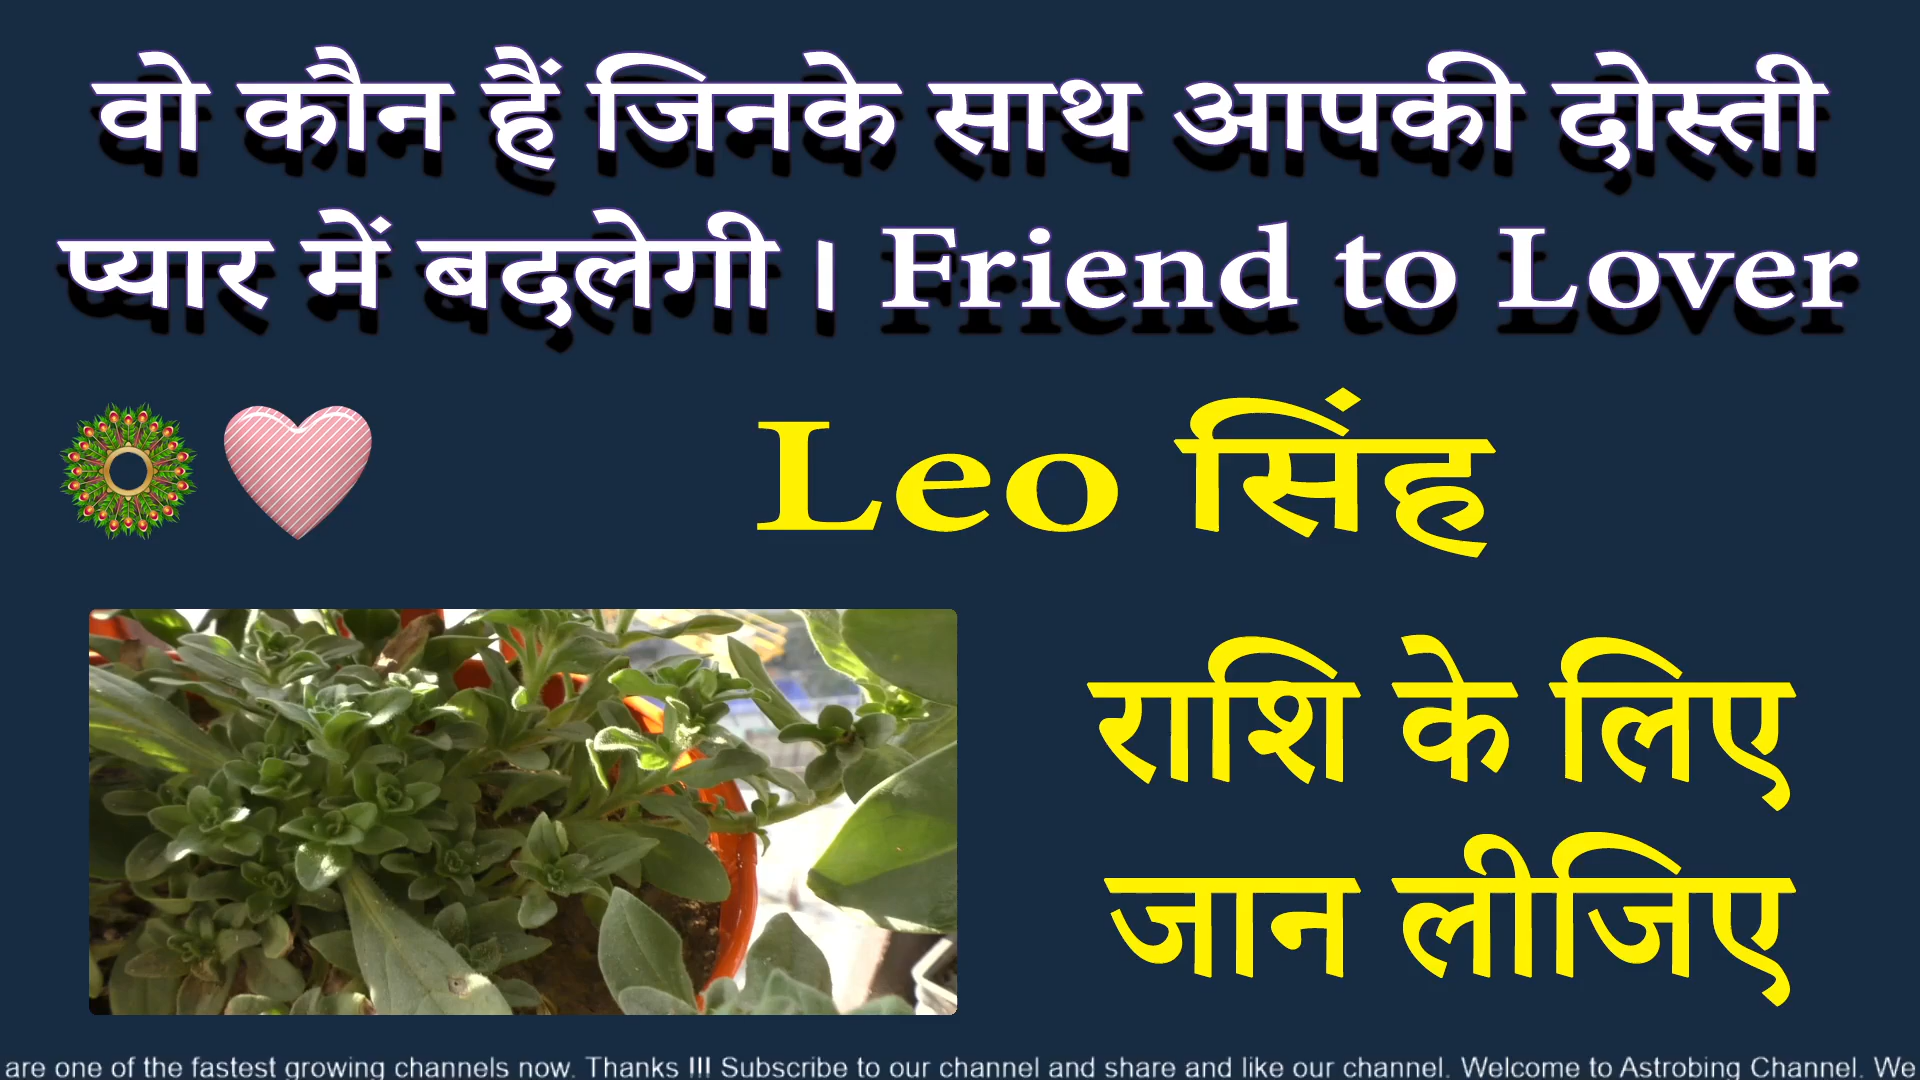 वो कौन हैं जिनके साथ आपकी दोस्ती
प्यार में बदलेगी । Friend to Lover
Leo सिंह
राशि के लिए
जान लीजिए
are one of the fastest growing channels now. Thanks !!! Subscribe to our channel and share and like our channel. Welcome to Astrobing Channel. We